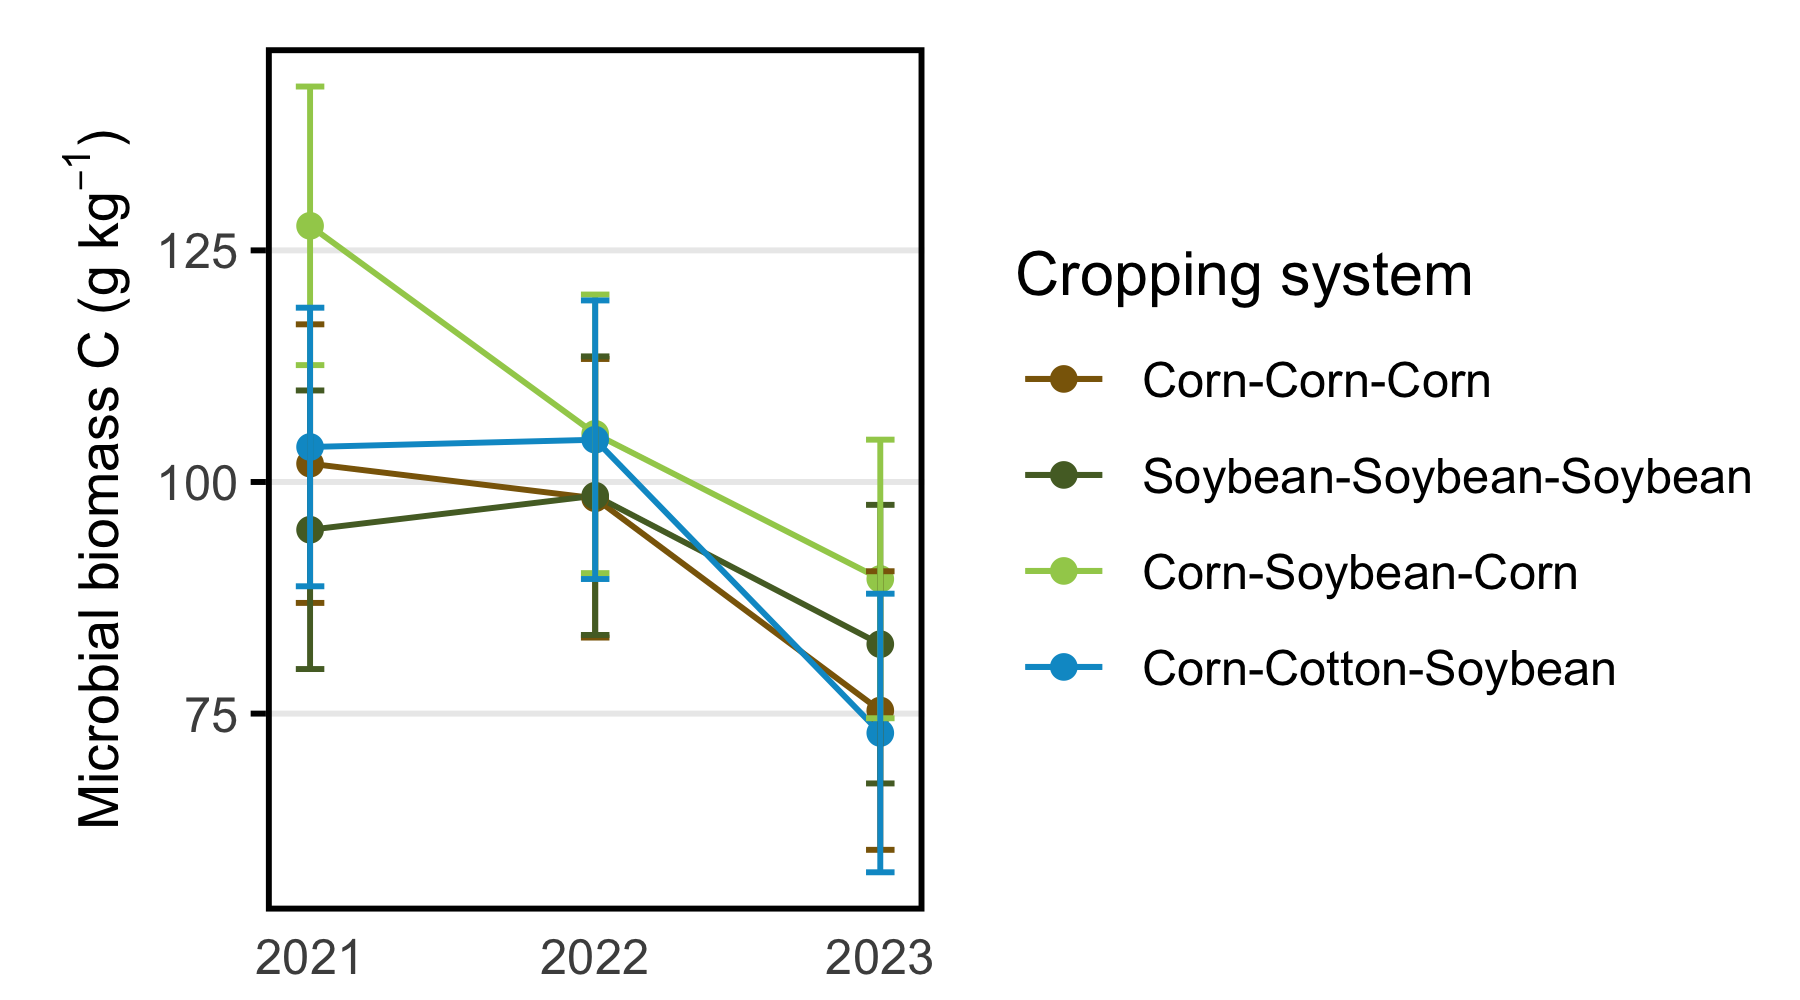 Microbial biomass C (g kg⁻¹)
125
100
75
2021 2022 2023
Cropping system
Corn-Corn-Corn
Soybean-Soybean-Soybean
Corn-Soybean-Corn
Corn-Cotton-Soybean